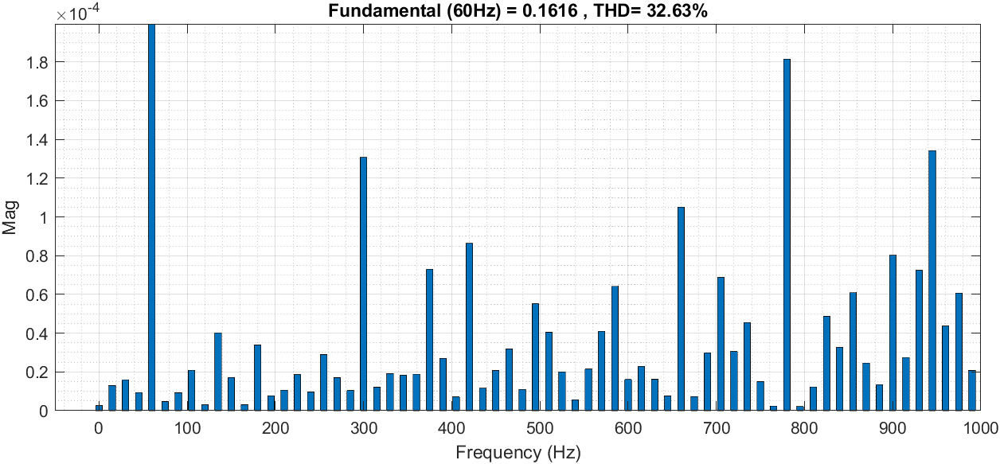 Fundamental (60Hz) = 0.1616 , THD= 32.63%
×10⁻⁴
1.8
1.6
1.4
1.2
1
0.8
0.6
0.4
0.2
0
Mag
0 100 200 300 400 500 600 700 800 900 1000
Frequency (Hz)